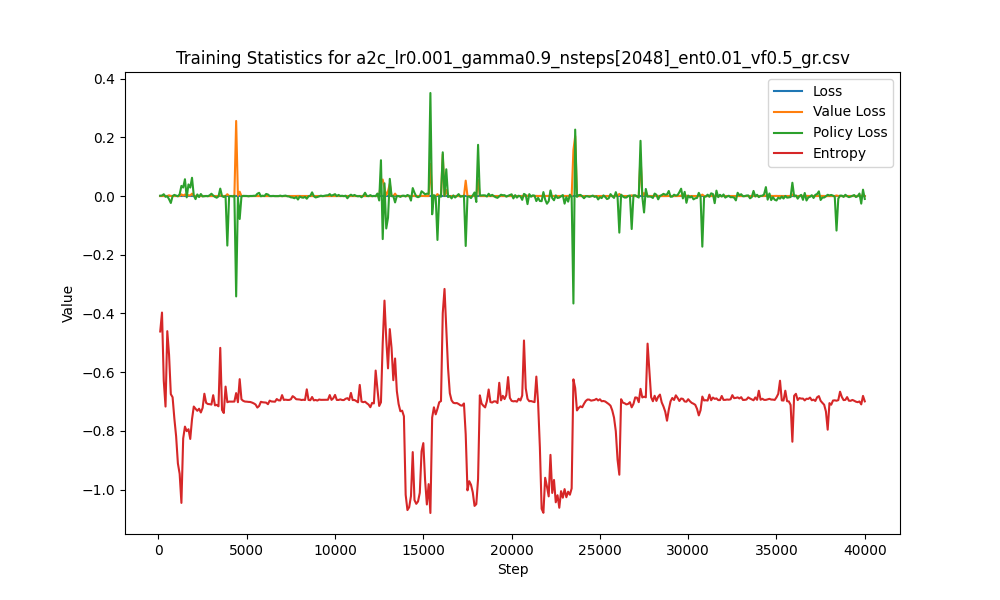 Training Statistics for a2c_lr0.001_gamma0.9_nsteps[2048]_ent0.01_vf0.5_gr.csv
0.4
0.2
0.0
−0.2
−0.4
−0.6
−0.8
−1.0
Value
Loss
Value Loss
Policy Loss
Entropy
0 5000 10000 15000 20000 25000 30000 35000 40000
Step